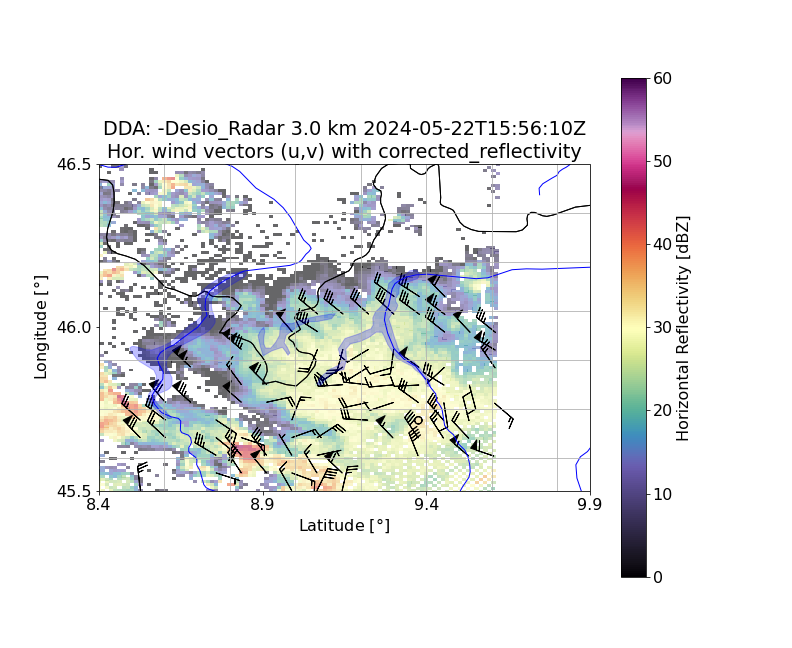 DDA: -Desio_Radar 3.0 km 2024-05-22T15:56:10Z
Hor. wind vectors (u,v) with corrected_reflectivity
46.5
46.0
45.5
Longitude [°]
8.4
8.9
9.4
9.9
Latitude [°]
60
50
40
30
20
10
0
Horizontal Reflectivity [dBZ]